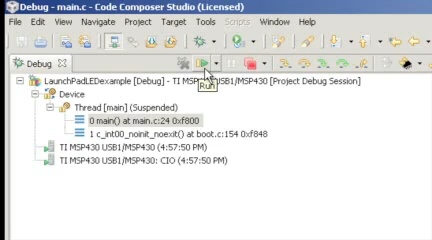 Debug - main.c - Code Composer Studio (Licensed)
File Edit View Navigate Project Target Tools Scripts Window Help
Debug
LaunchPadLEDexample [Debug] - TI MSP430 USB1/MSP430 [Project Debug Session]
Run
Device
Thread [main] (Suspended)
0 main() at main.c:24 0xf800
1 c_int00_noinit_noexit() at boot.c:154 0xf848
TI MSP430 USB1/MSP430 (4:57:50 PM)
TI MSP430 USB1/MSP430: CIO (4:57:50 PM)